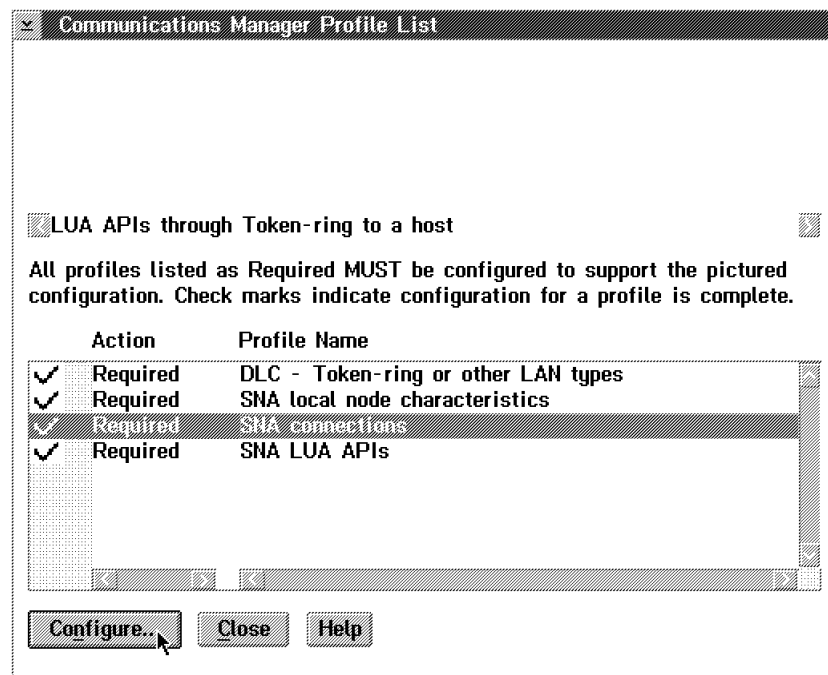 Communications Manager Profile List
LUA APIs through Token-ring to a host
All profiles listed as Required MUST be configured to support the pictured
configuration. Check marks indicate configuration for a profile is complete.
Action Profile Name
Required DLC - Token-ring or other LAN types
Required SNA local node characteristics
Required SNA connections
Required SNA LUA APIs
Configure... Close Help